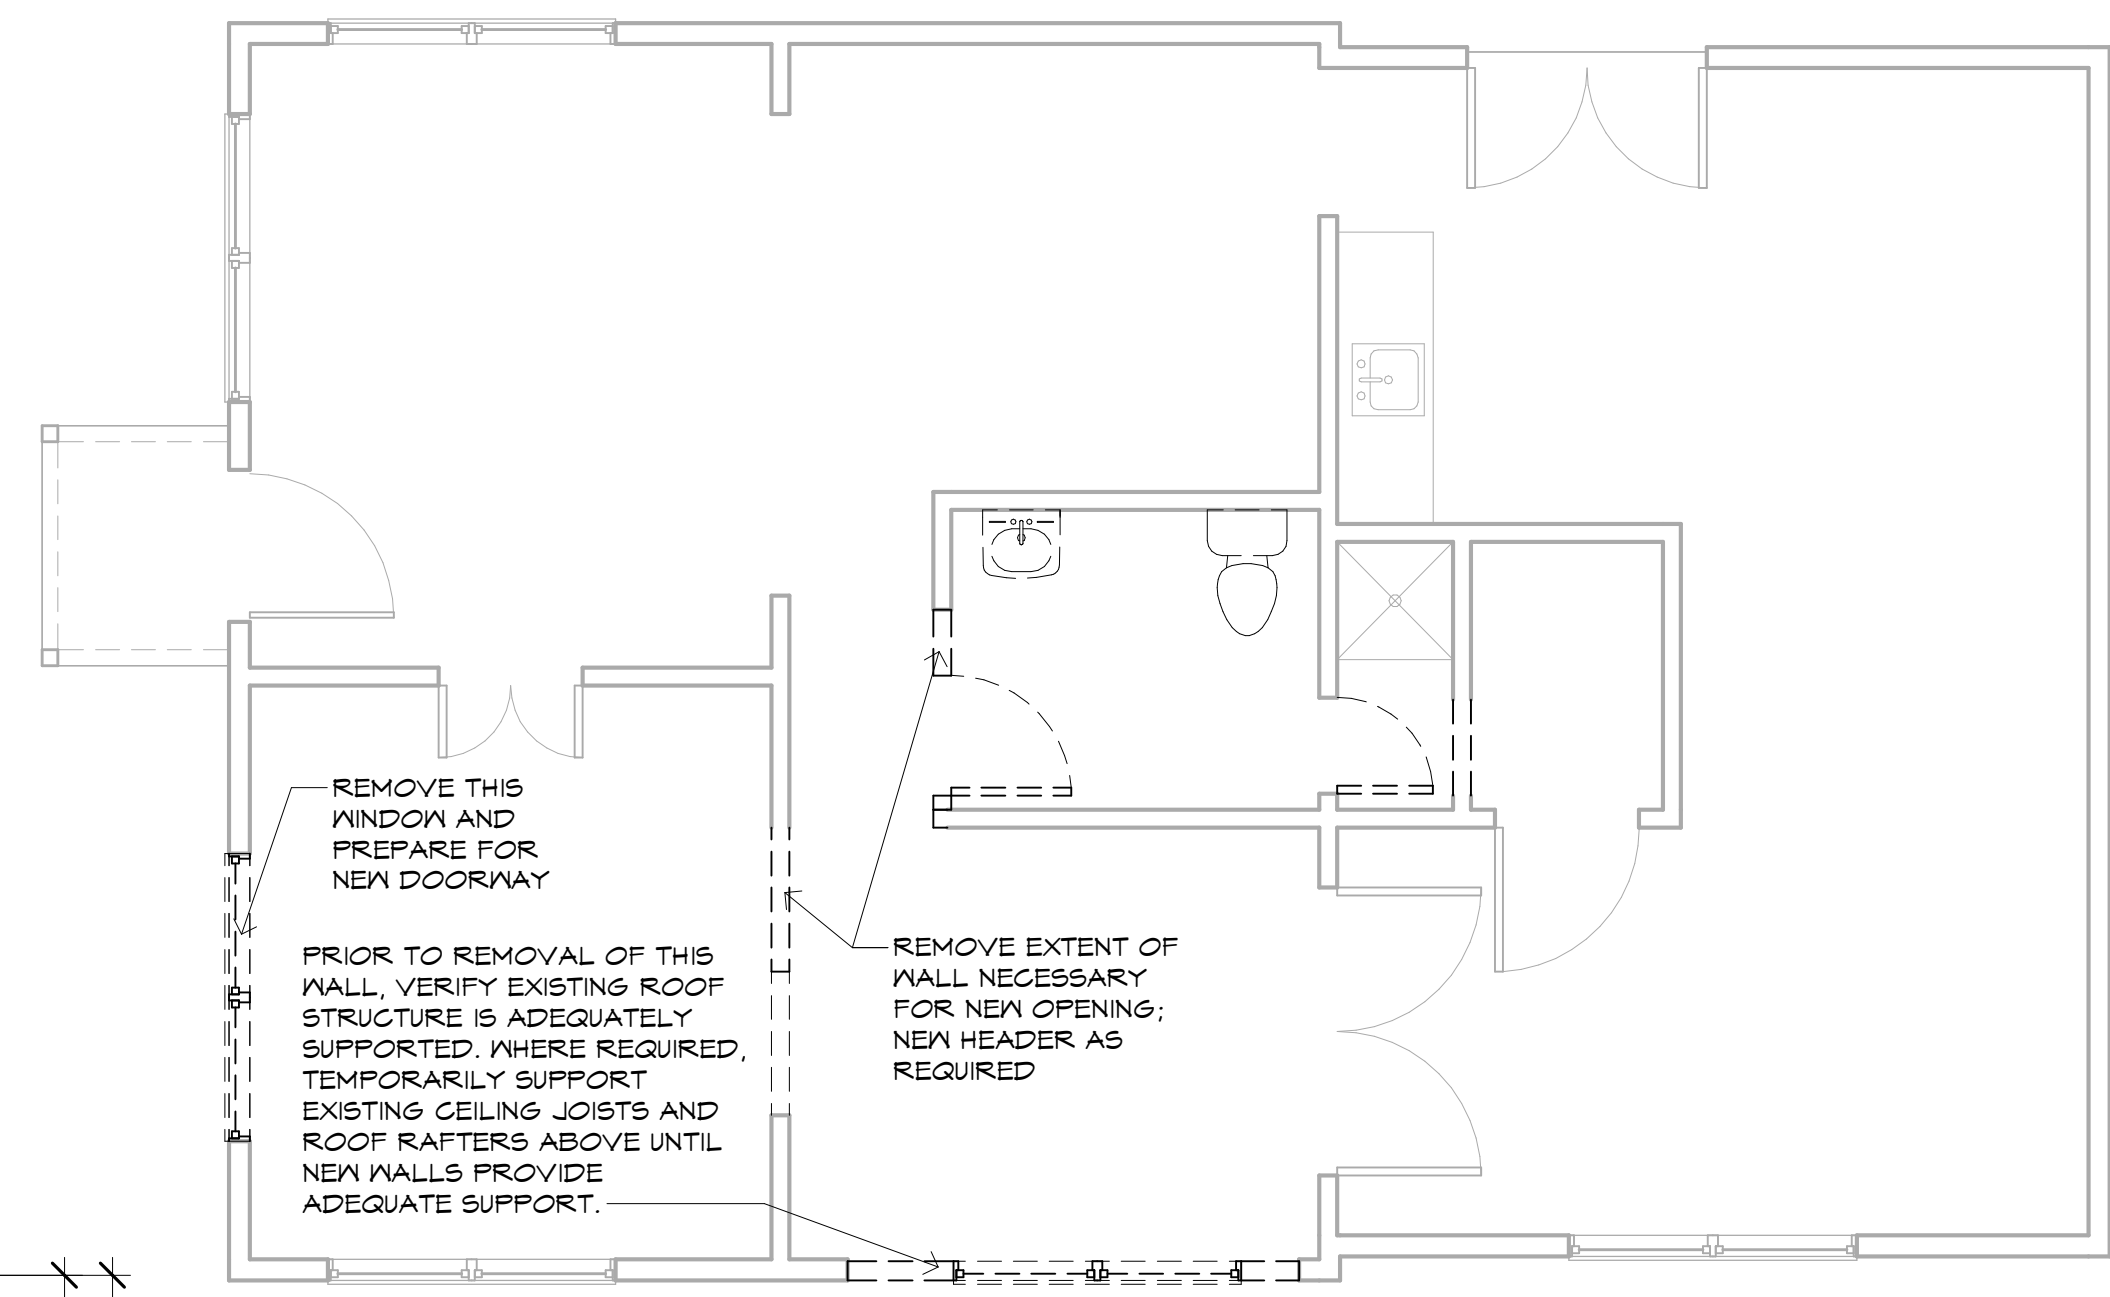 REMOVE THIS
WINDOW AND
PREPARE FOR
NEW DOORWAY
PRIOR TO REMOVAL OF THIS
WALL, VERIFY EXISTING ROOF
STRUCTURE IS ADEQUATELY
SUPPORTED. WHERE REQUIRED,
TEMPORARILY SUPPORT
EXISTING CEILING JOISTS AND
ROOF RAFTERS ABOVE UNTIL
NEW WALLS PROVIDE
ADEQUATE SUPPORT.
REMOVE EXTENT OF
WALL NECESSARY
FOR NEW OPENING;
NEW HEADER AS
REQUIRED